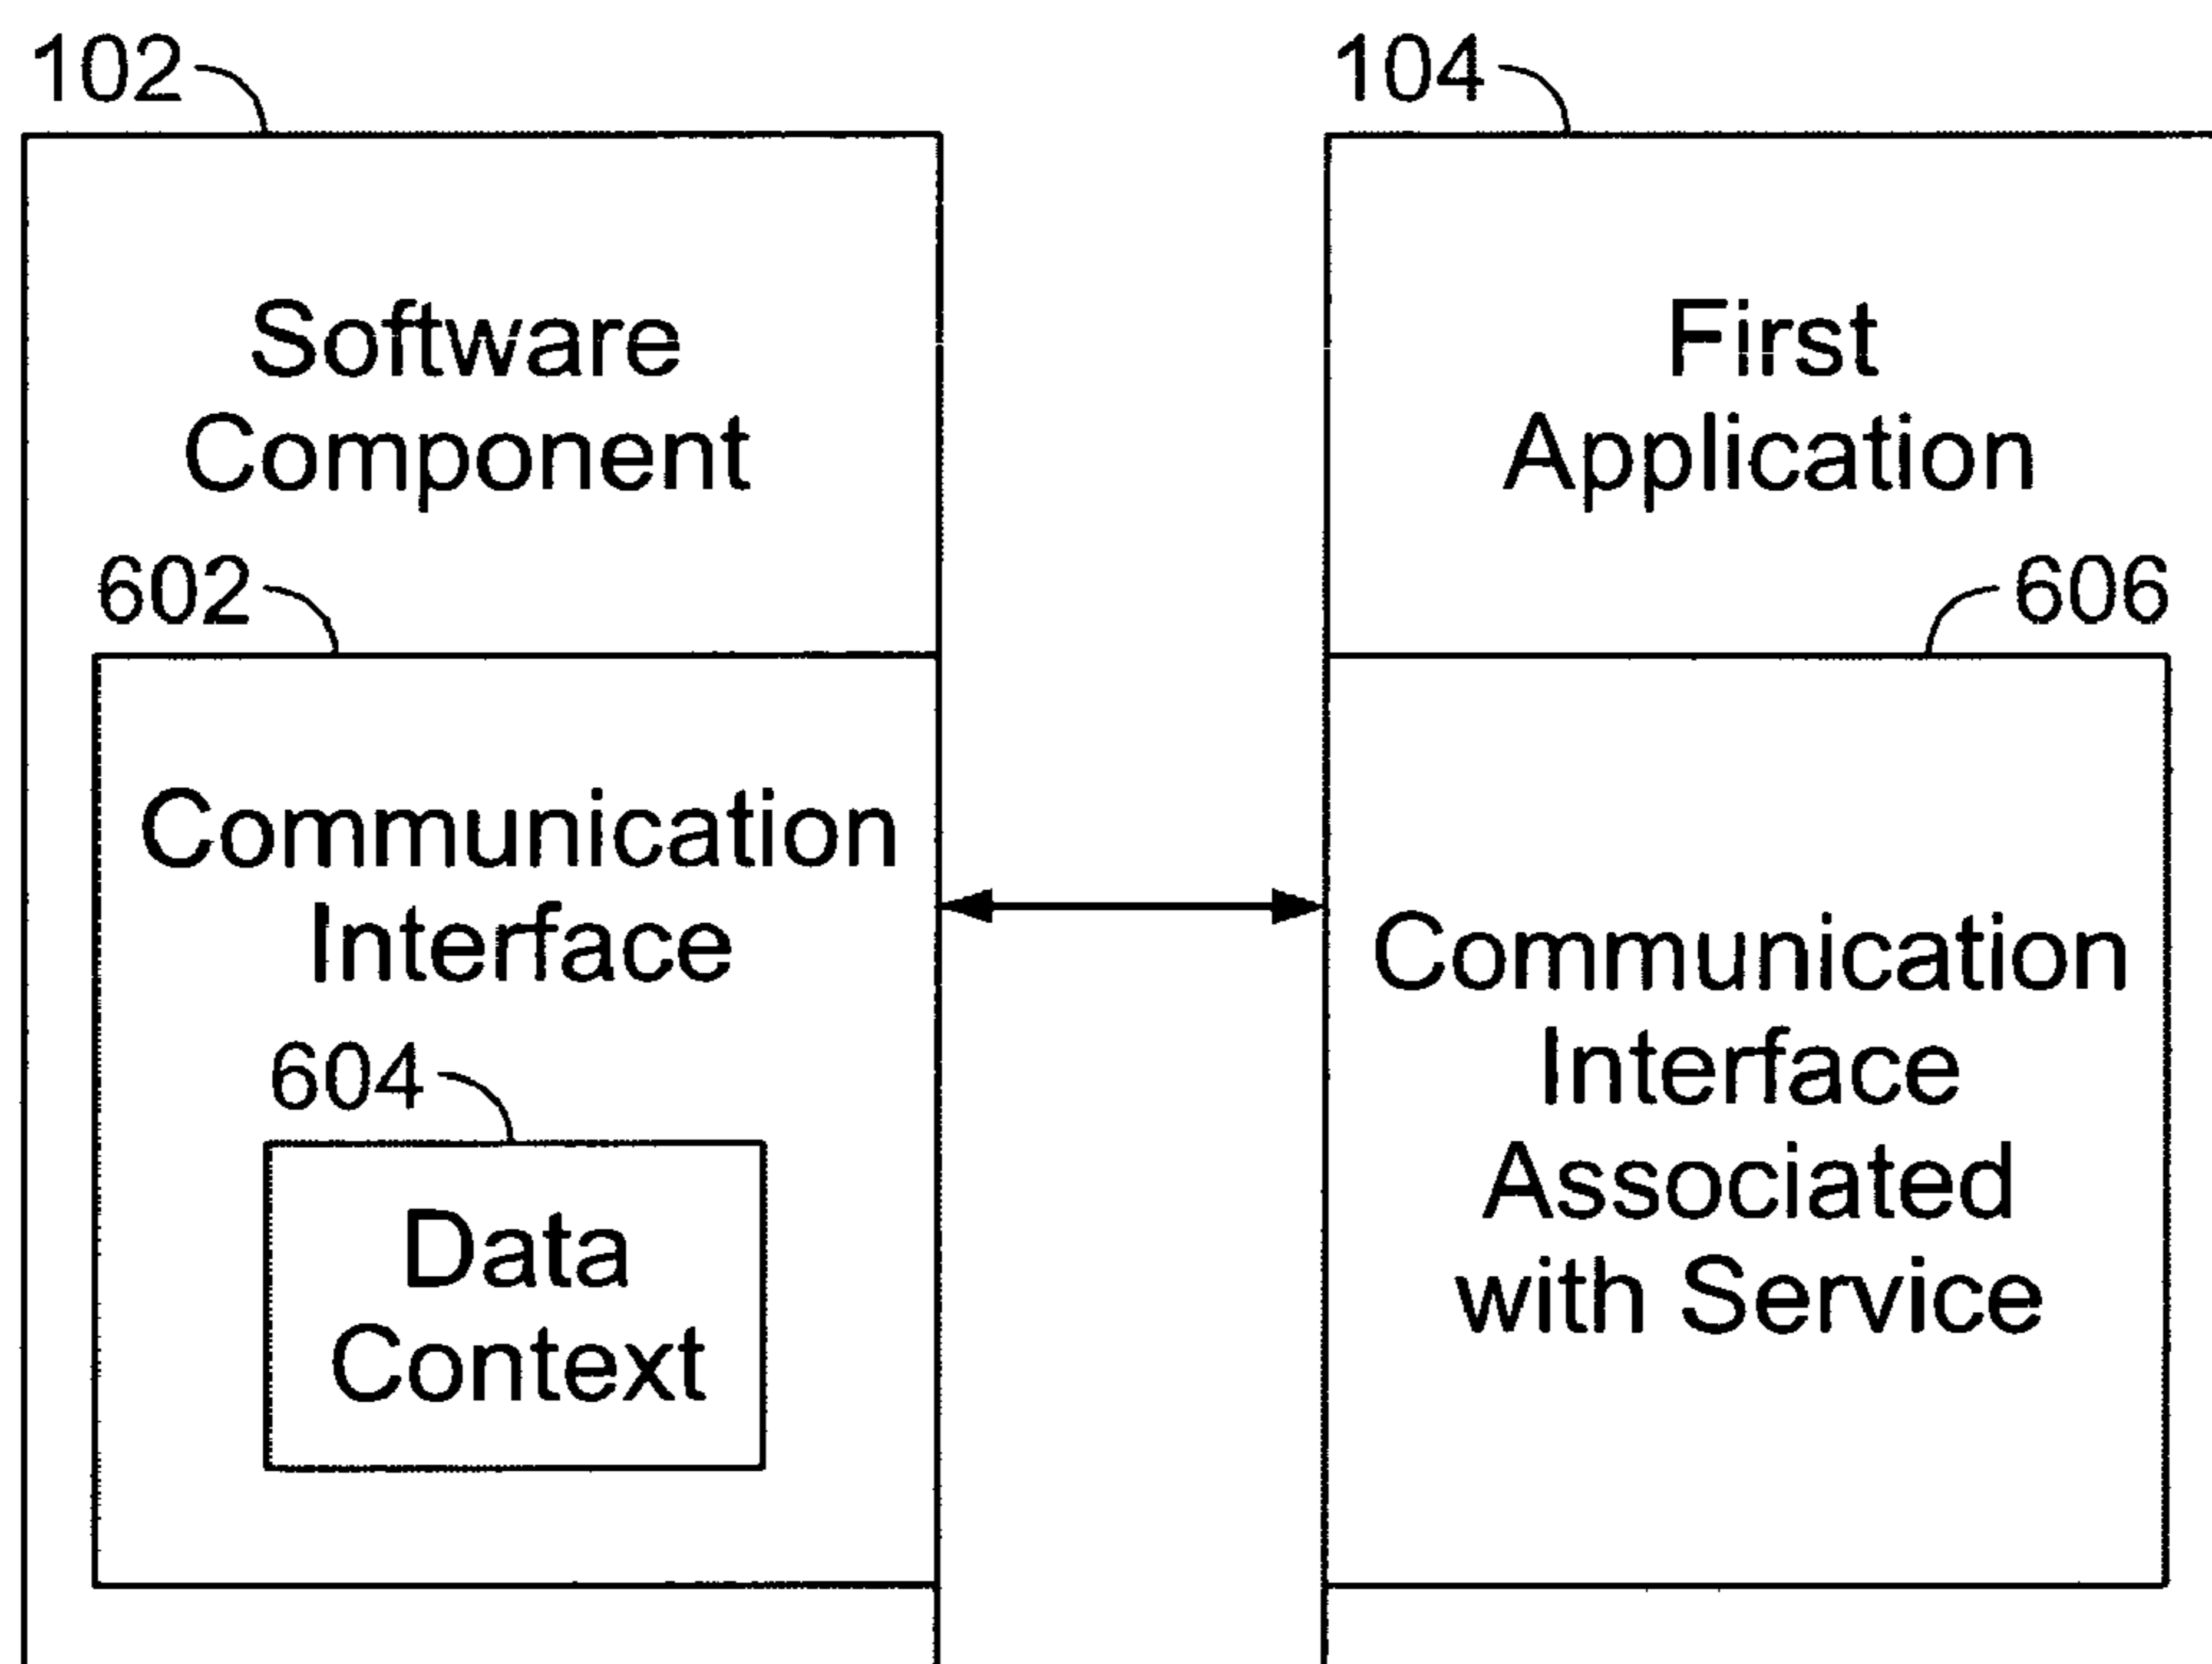 102
Software
Component
602
Communication
Interface
604
Data
Context
104
First
Application
606
Communication
Interface
Associated
with Service